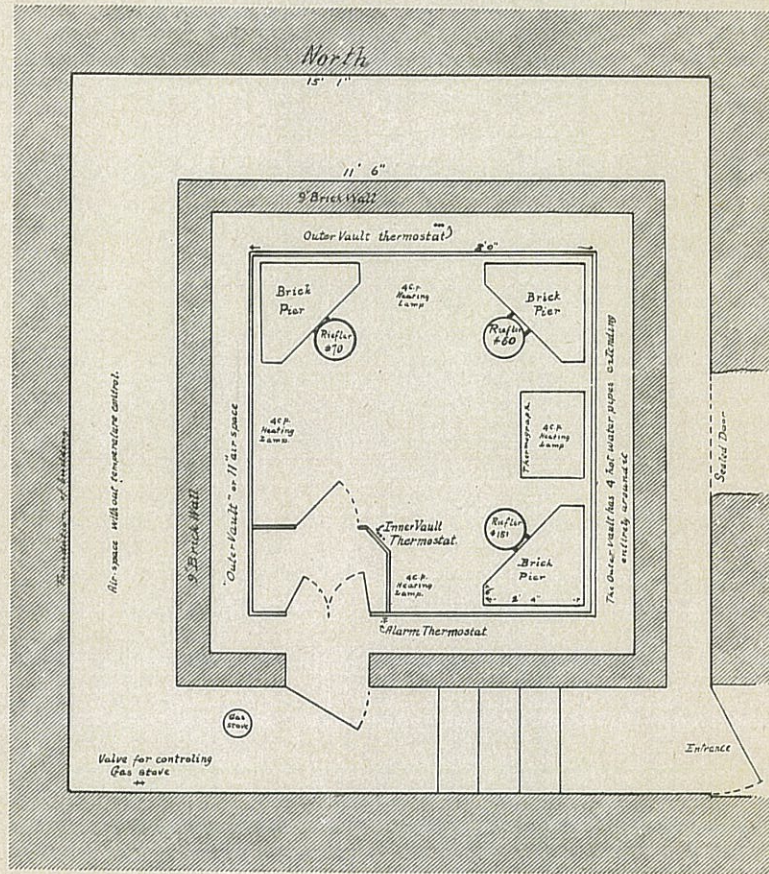 North
15' 1"
11' 6"
9" Brick Wall
Outer Vault thermostat
8' 0"
Brick
Pier
4 C.P.
Heating
Lamp
Brick
Pier
Riefler
#70
Riefler
#60
Foundation of building.
Air-space without temperature control.
9" Brick Wall
"Outer Vault" or 11" air space
4 C.P.
Heating
Lamp
Thermograph
4 C.P.
Heating
Lamp
The Outer vault has 4 hot water pipes extending
entirely around it
Sealed Door
Inner Vault
Thermostat
Riefler
#151
4 C.P.
Heating
Lamp
Brick
Pier
2' 4"
Alarm Thermostat
Gas
stove
Entrance
Valve for controling
Gas stove